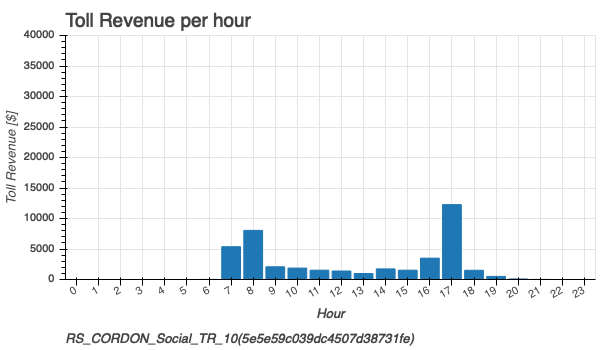 Toll Revenue per hour
40000
35000
30000
25000
20000
15000
10000
5000
0
Toll Revenue [$]
0 1 2 3 4 5 6 7 8 9 10 11 12 13 14 15 16 17 18 19 20 21 22 23
Hour
RS_CORDON_Social_TR_10(5e5e59c039dc4507d38731fe)